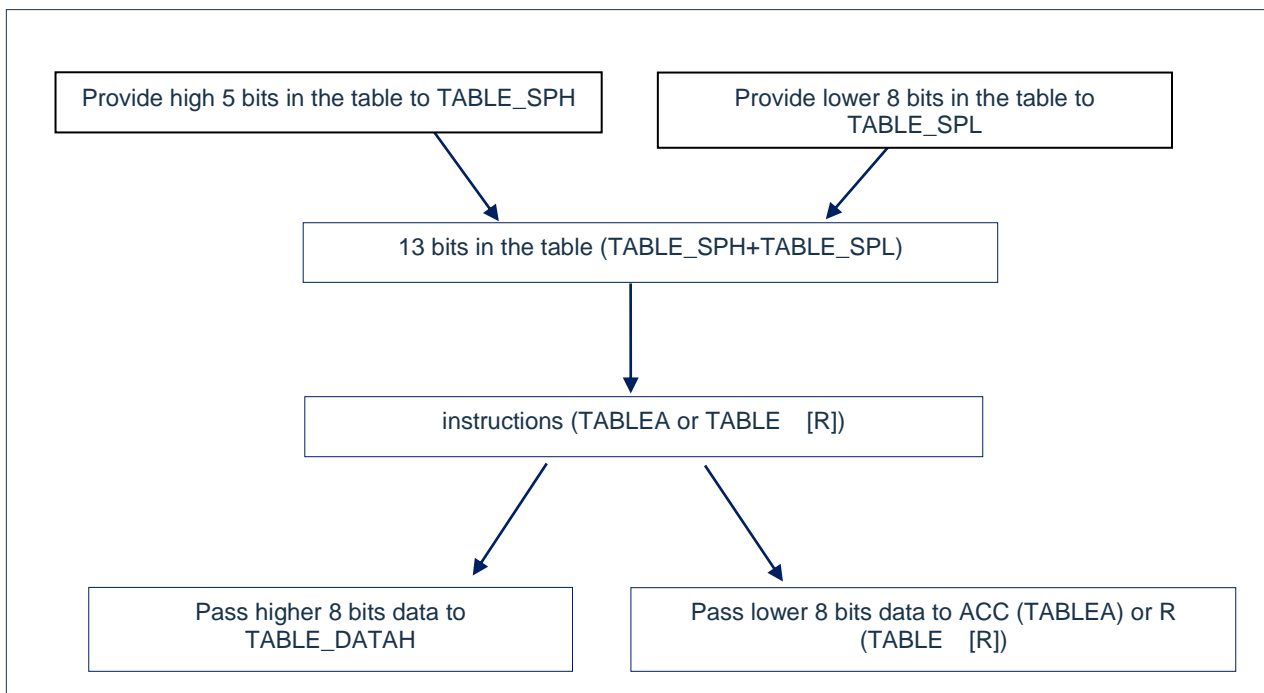 Provide high 5 bits in the table to TABLE_SPH
Provide lower 8 bits in the table to
TABLE_SPL
13 bits in the table (TABLE_SPH+TABLE_SPL)
instructions (TABLEA or TABLE [R])
Pass higher 8 bits data to
TABLE_DATAH
Pass lower 8 bits data to ACC (TABLEA) or R
(TABLE [R])